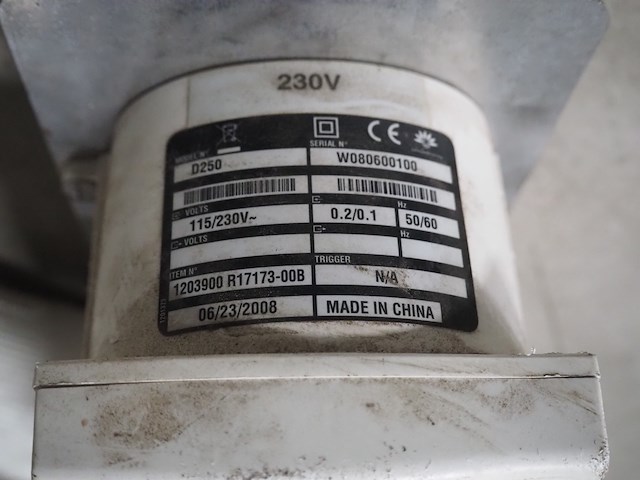 230V
SERIAL N°
D250
W080600100
VOLTS
Hz
115/230V~
0.2/0.1
50/60
VOLTS
Hz
ITEM N°
TRIGGER
1203900 R17173-00B
N/A
06/23/2008
MADE IN CHINA